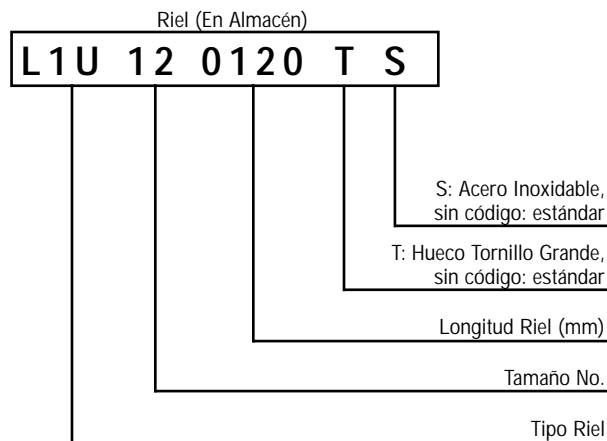 Riel (En Almacén)
L1U 12 0120 T S
S: Acero Inoxidable,
sin código: estándar
T: Hueco Tornillo Grande,
sin código: estándar
Longitud Riel (mm)
Tamaño No.
Tipo Riel